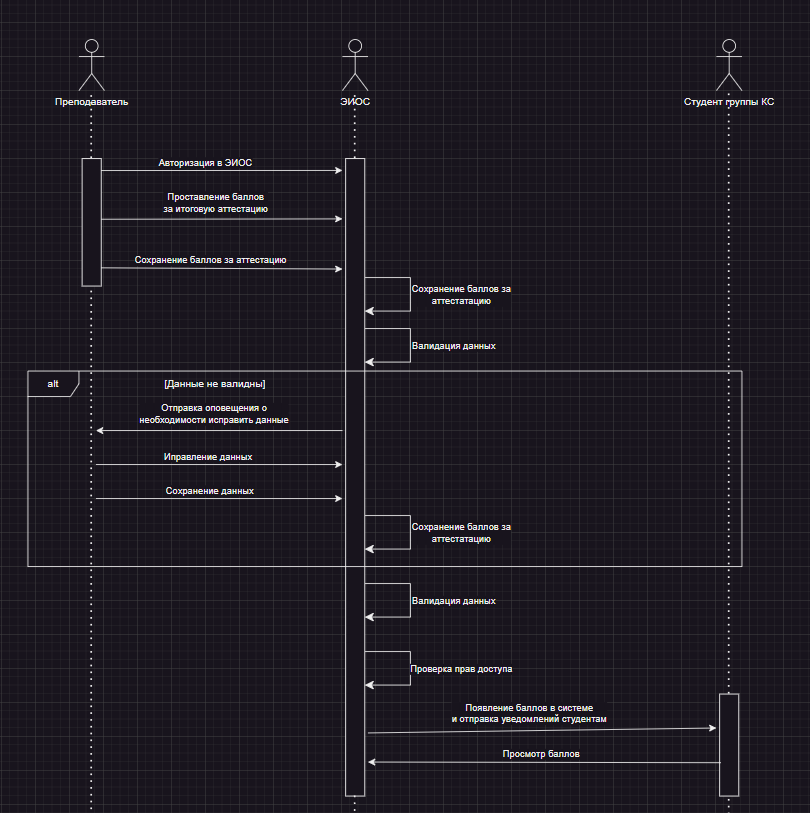 Преподаватель
ЭИОС
Студент группы КС
Авторизация в ЭИОС
Проставление баллов
за итоговую аттестацию
Сохранение баллов за аттестацию
Сохранение баллов за
аттестатацию
Валидация данных
alt
[Данные не валидны]
Отправка оповещения о
необходимости исправить данные
Иправление данных
Сохранение данных
Сохранение баллов за
аттестатацию
Валидация данных
Проверка прав доступа
Появление баллов в системе
и отправка уведомлений студентам
Просмотр баллов